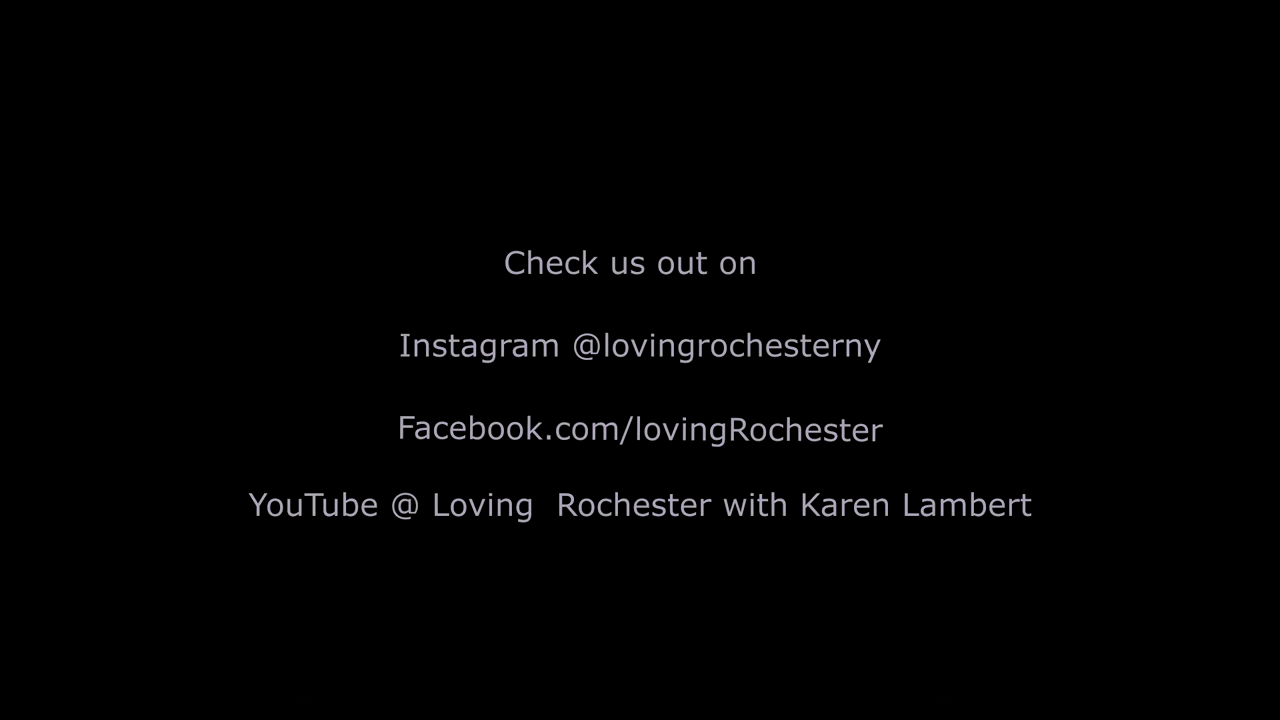 Check us out on
Instagram @lovingrochesterny
Facebook.com/lovingRochester
YouTube @ Loving  Rochester with Karen Lambert